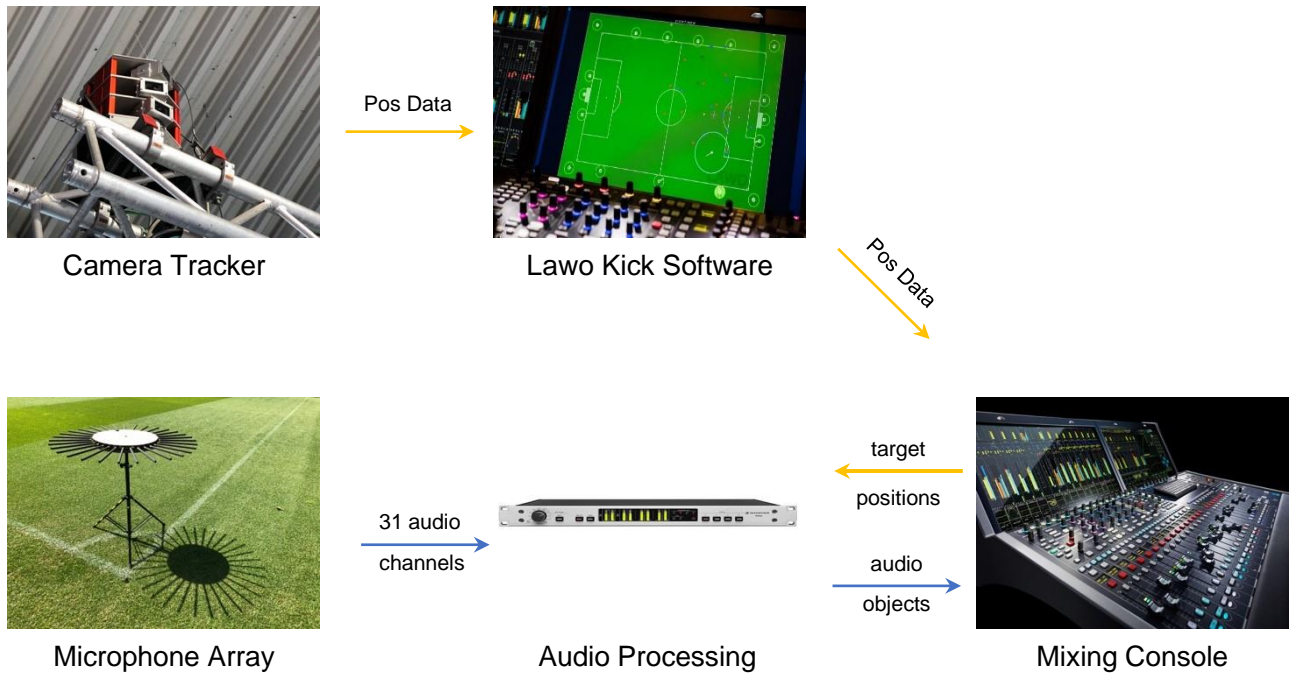 Pos Data
Camera Tracker
Lawo Kick Software
Pos Data
target
positions
31 audio
channels
audio
objects
Microphone Array
Audio Processing
Mixing Console